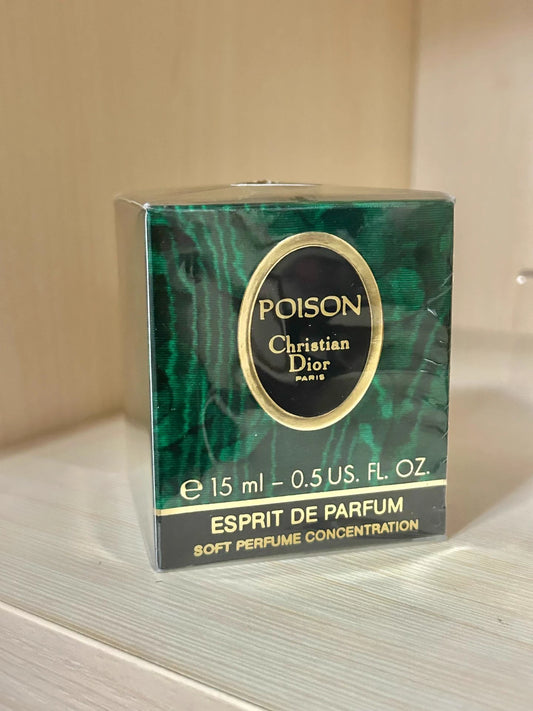 POISON
Christian
Dior
PARIS
℮ 15 ml – 0.5 US. FL. OZ.
ESPRIT DE PARFUM
SOFT PERFUME CONCENTRATION